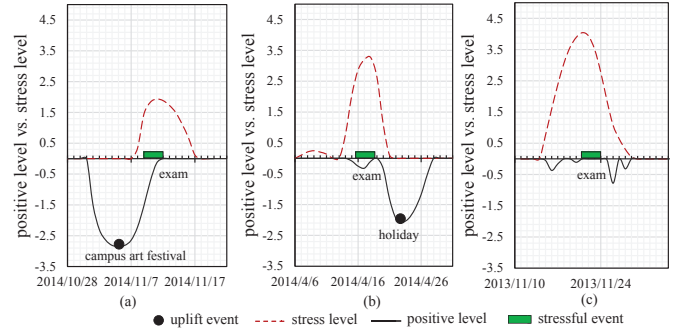 positive level vs. stress level
4.5
3.5
2.5
1.5
0.5
-0.5
-1.5
-2.5
-3.5
exam
campus art festival
2014/10/28 2014/11/7 2014/11/17
(a)
positive level vs. stress level
4.5
3.5
2.5
1.5
0.5
-0.5
-1.5
-2.5
-3.5
exam
holiday
2014/4/6 2014/4/16 2014/4/26
(b)
positive level vs. stress level
4.5
3.5
2.5
1.5
0.5
-0.5
-1.5
-2.5
-3.5
exam
2013/11/10 2013/11/24
(c)
uplift event stress level positive level stressful event